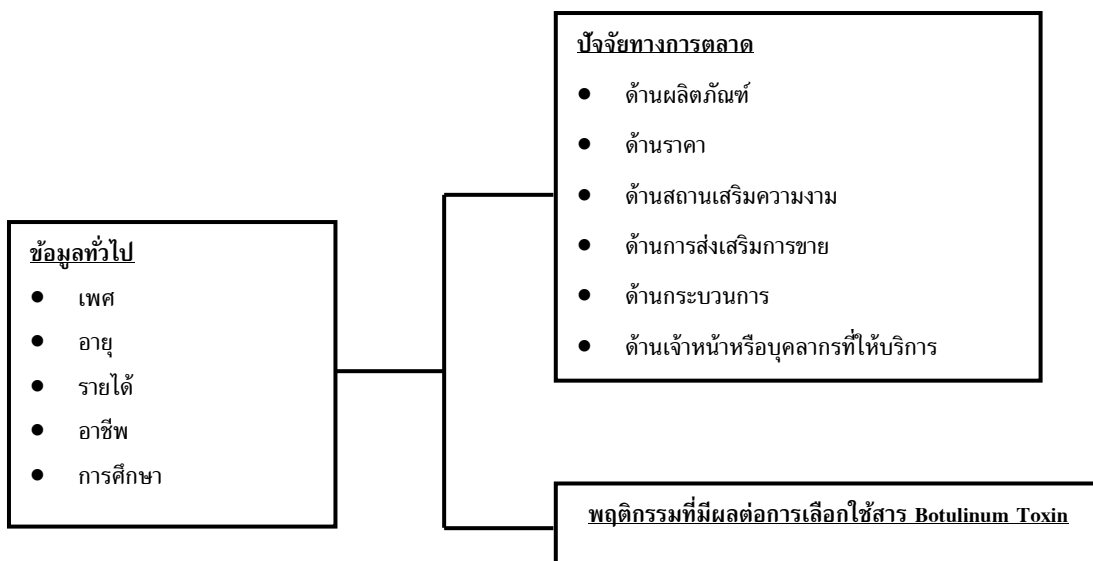 ข้อมูลทั่วไป
● เพศ
● อายุ
● รายได้
● อาชีพ
● การศึกษา
ปัจจัยทางการตลาด
● ด้านผลิตภัณฑ์
● ด้านราคา
● ด้านสถานเสริมความงาม
● ด้านการส่งเสริมการขาย
● ด้านกระบวนการ
● ด้านเจ้าหน้าหรือบุคลากรที่ให้บริการ
พฤติกรรมที่มีผลต่อการเลือกใช้สาร Botulinum Toxin